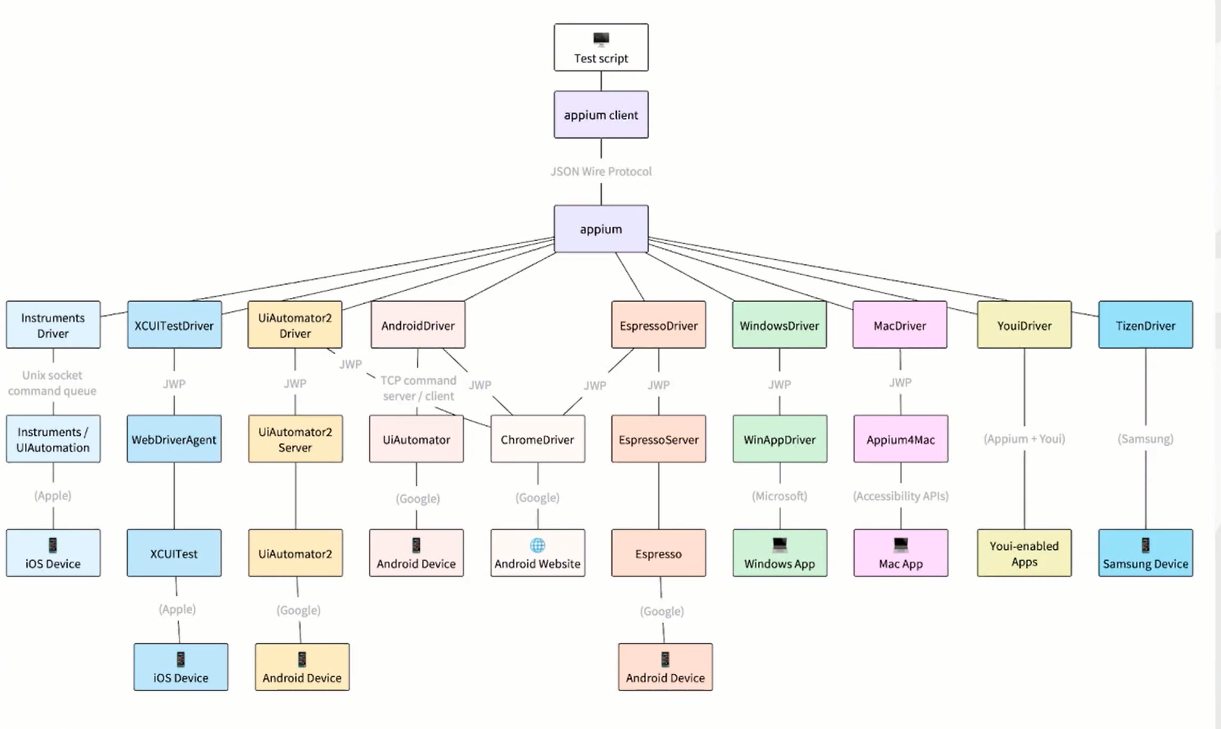 Test script
appium client
JSON Wire Protocol
appium
Instruments
Driver
XCUITestDriver
UiAutomator2
Driver
AndroidDriver
EspressoDriver
WindowsDriver
MacDriver
YouiDriver
TizenDriver
Unix socket
command queue
JWP
JWP
JWP
TCP command
server / client
JWP
JWP
JWP
JWP
JWP
Instruments /
UIAutomation
WebDriverAgent
UiAutomator2
Server
UiAutomator
ChromeDriver
EspressoServer
WinAppDriver
Appium4Mac
(Appium + Youi)
(Samsung)
(Apple)
(Google)
(Google)
(Microsoft)
(Accessibility APIs)
iOS Device
XCUITest
UiAutomator2
Android Device
Android Website
Espresso
Windows App
Mac App
Youi-enabled
Apps
Samsung Device
(Apple)
(Google)
(Google)
iOS Device
Android Device
Android Device